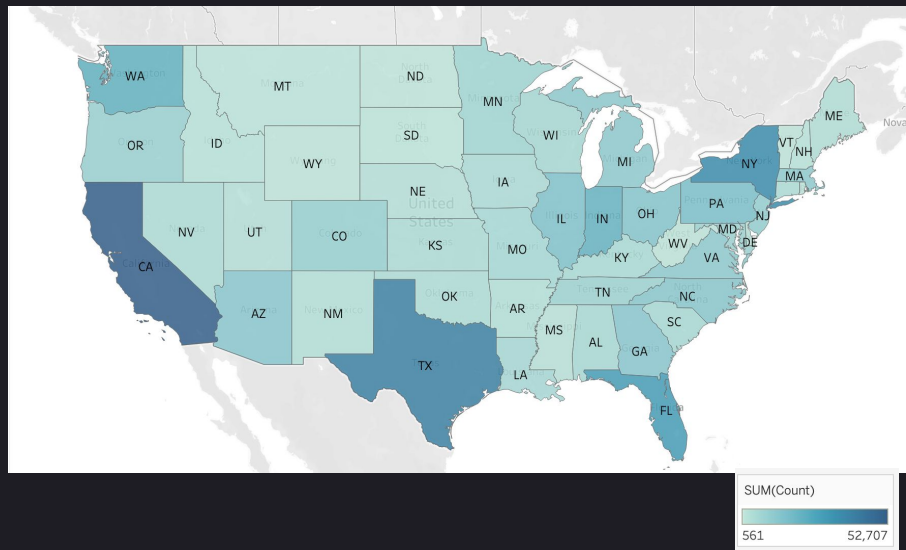 WA
MT
ND
MN
ME
OR
ID
SD
WI
VT
NH
WY
MI
NY
MA
IA
NE
United
States
PA
NJ
NV
UT
CO
IL
IN
OH
MD
DE
KS
MO
WV
VA
KY
CA
AZ
NM
OK
TN
NC
AR
SC
MS
AL
GA
TX
LA
FL
Nova
SUM(Count)
561 52,707